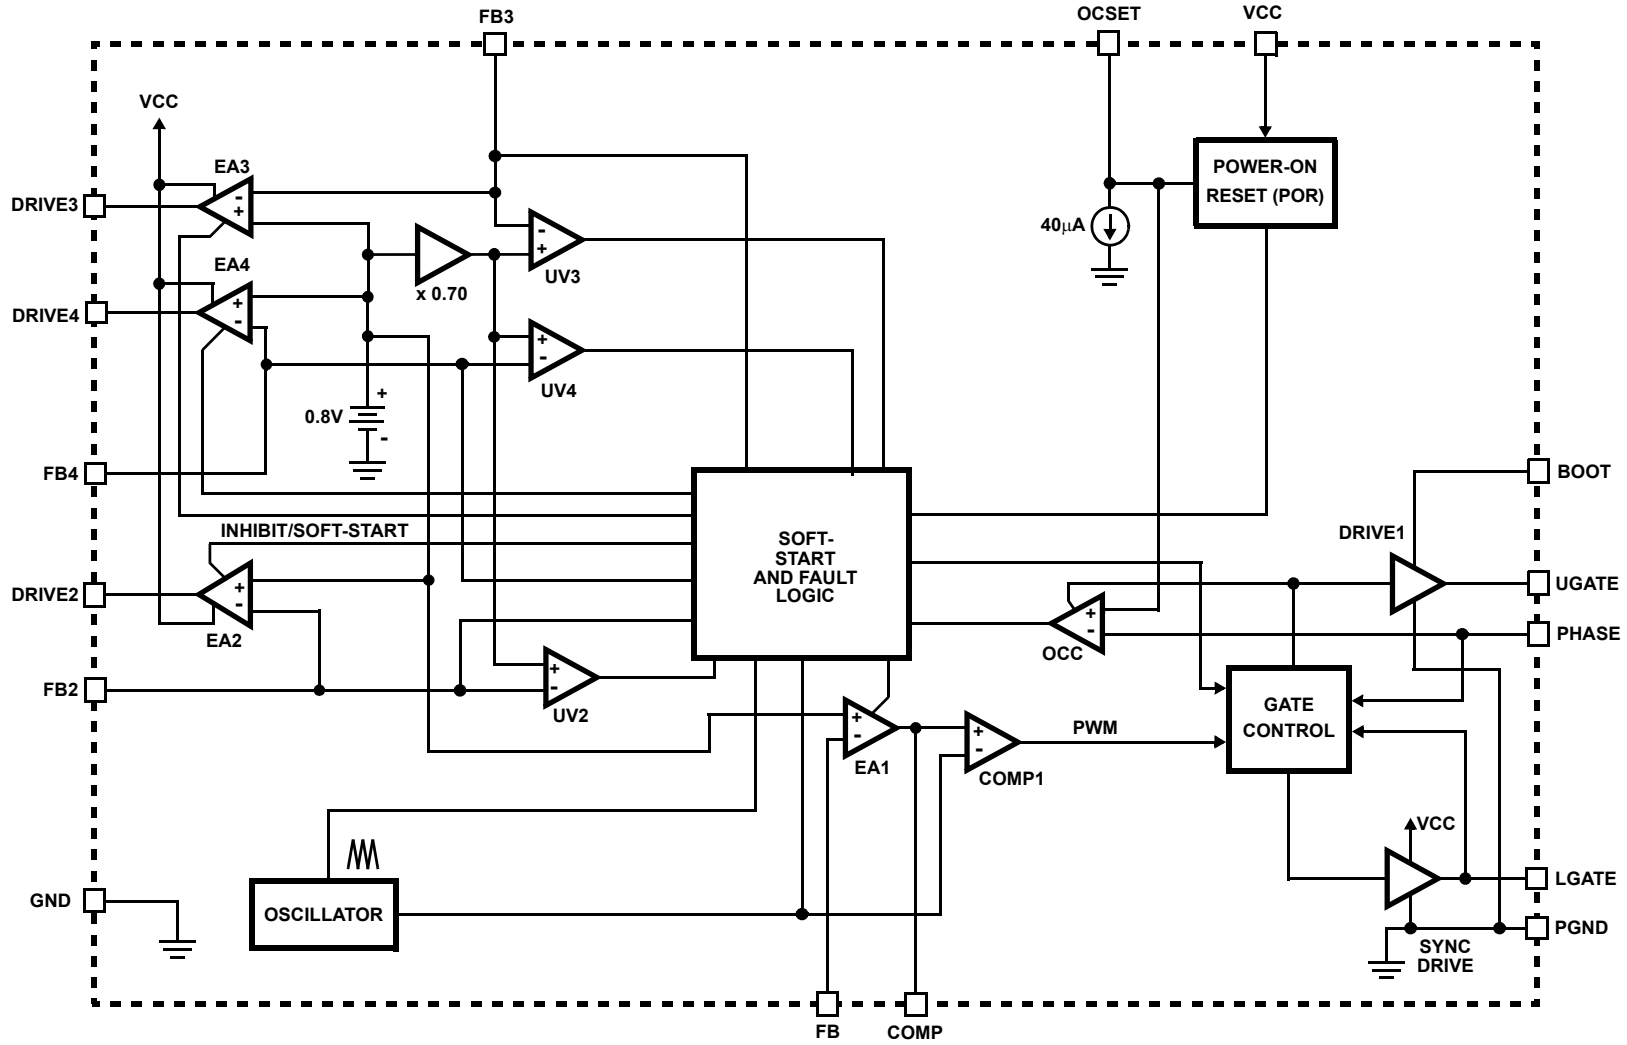 FB3
OCSET
VCC
VCC
EA3
-
+
DRIVE3
POWER-ON
RESET (POR)
40μA
-
+
UV3
x 0.70
EA4
+
-
DRIVE4
+
-
UV4
+
0.8V
-
FB4
BOOT
INHIBIT/SOFT-START
SOFT-
START
AND FAULT
LOGIC
DRIVE1
DRIVE2
+
-
EA2
UGATE
+
-
OCC
PHASE
FB2
+
-
UV2
GATE
CONTROL
+
-
EA1
+
-
COMP1
PWM
VCC
LGATE
GND
OSCILLATOR
PGND
SYNC
DRIVE
FB
COMP